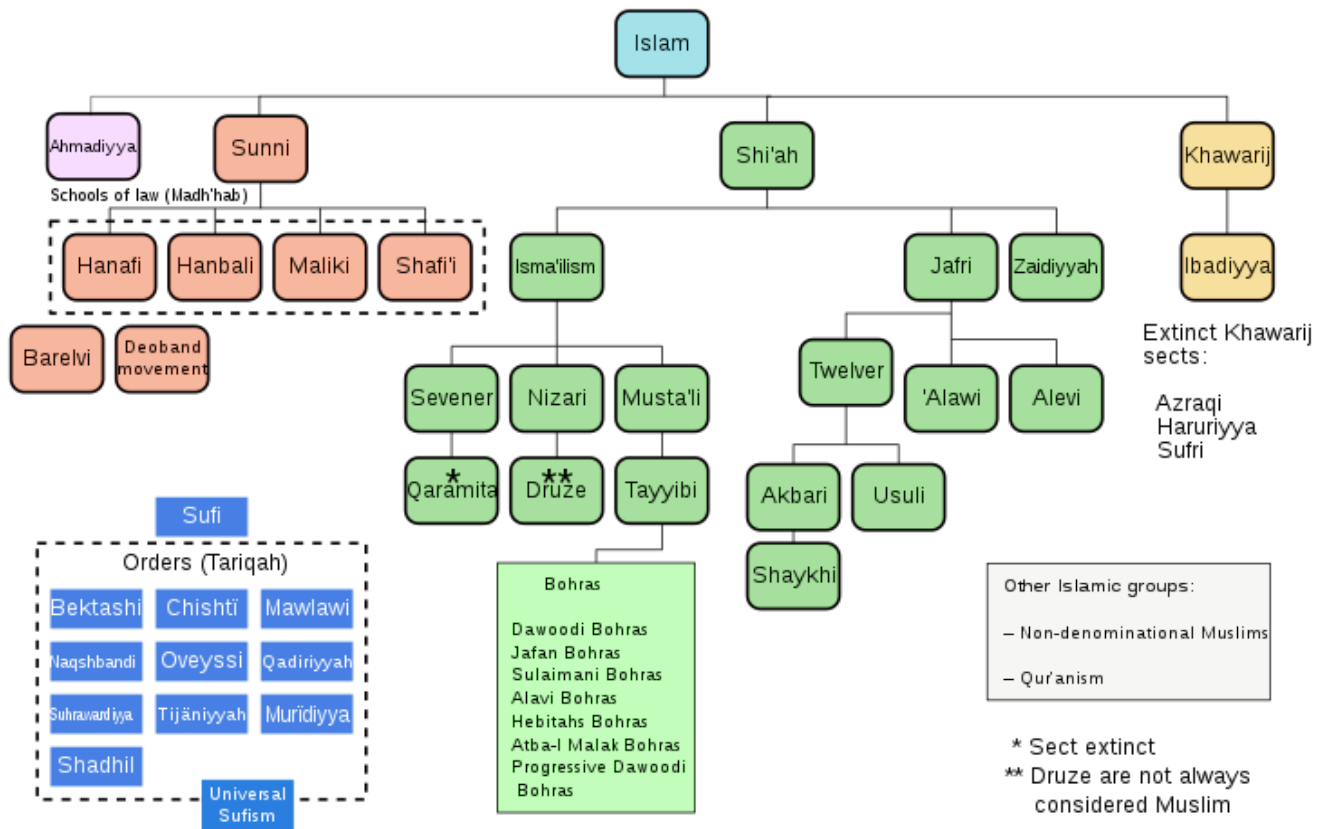 Islam
Ahmadiyya
Sunni
Shi'ah
Khawarij
Schools of law (Madh'hab)
Hanafi
Hanbali
Maliki
Shafi'i
Isma'ilism
Jafri
Zaidiyyah
Ibadiyya
Barelvi
Deoband
movement
Extinct Khawarij
sects:
Azraqi
Haruriyya
Sufri
Sevener
Nizari
Musta'li
Twelver
'Alawi
Alevi
*
Qaramita
**
Druze
Tayyibi
Akbari
Usuli
Shaykhi
Sufi
Orders (Tariqah)
Bektashi
Chishtï
Mawlawi
Naqshbandi
Oveyssi
Qadiriyyah
Suhrawardiyya
Tijäniyyah
Murïdiyya
Shadhil
Universal
Sufism
Bohras
Dawoodi Bohras
Jafan Bohras
Sulaimani Bohras
Alavi Bohras
Hebitahs Bohras
Atba-I Malak Bohras
Progressive Dawoodi
Bohras
Other Islamic groups:
– Non-denominational Muslims
– Qur'anism
* Sect extinct
** Druze are not always
considered Muslim